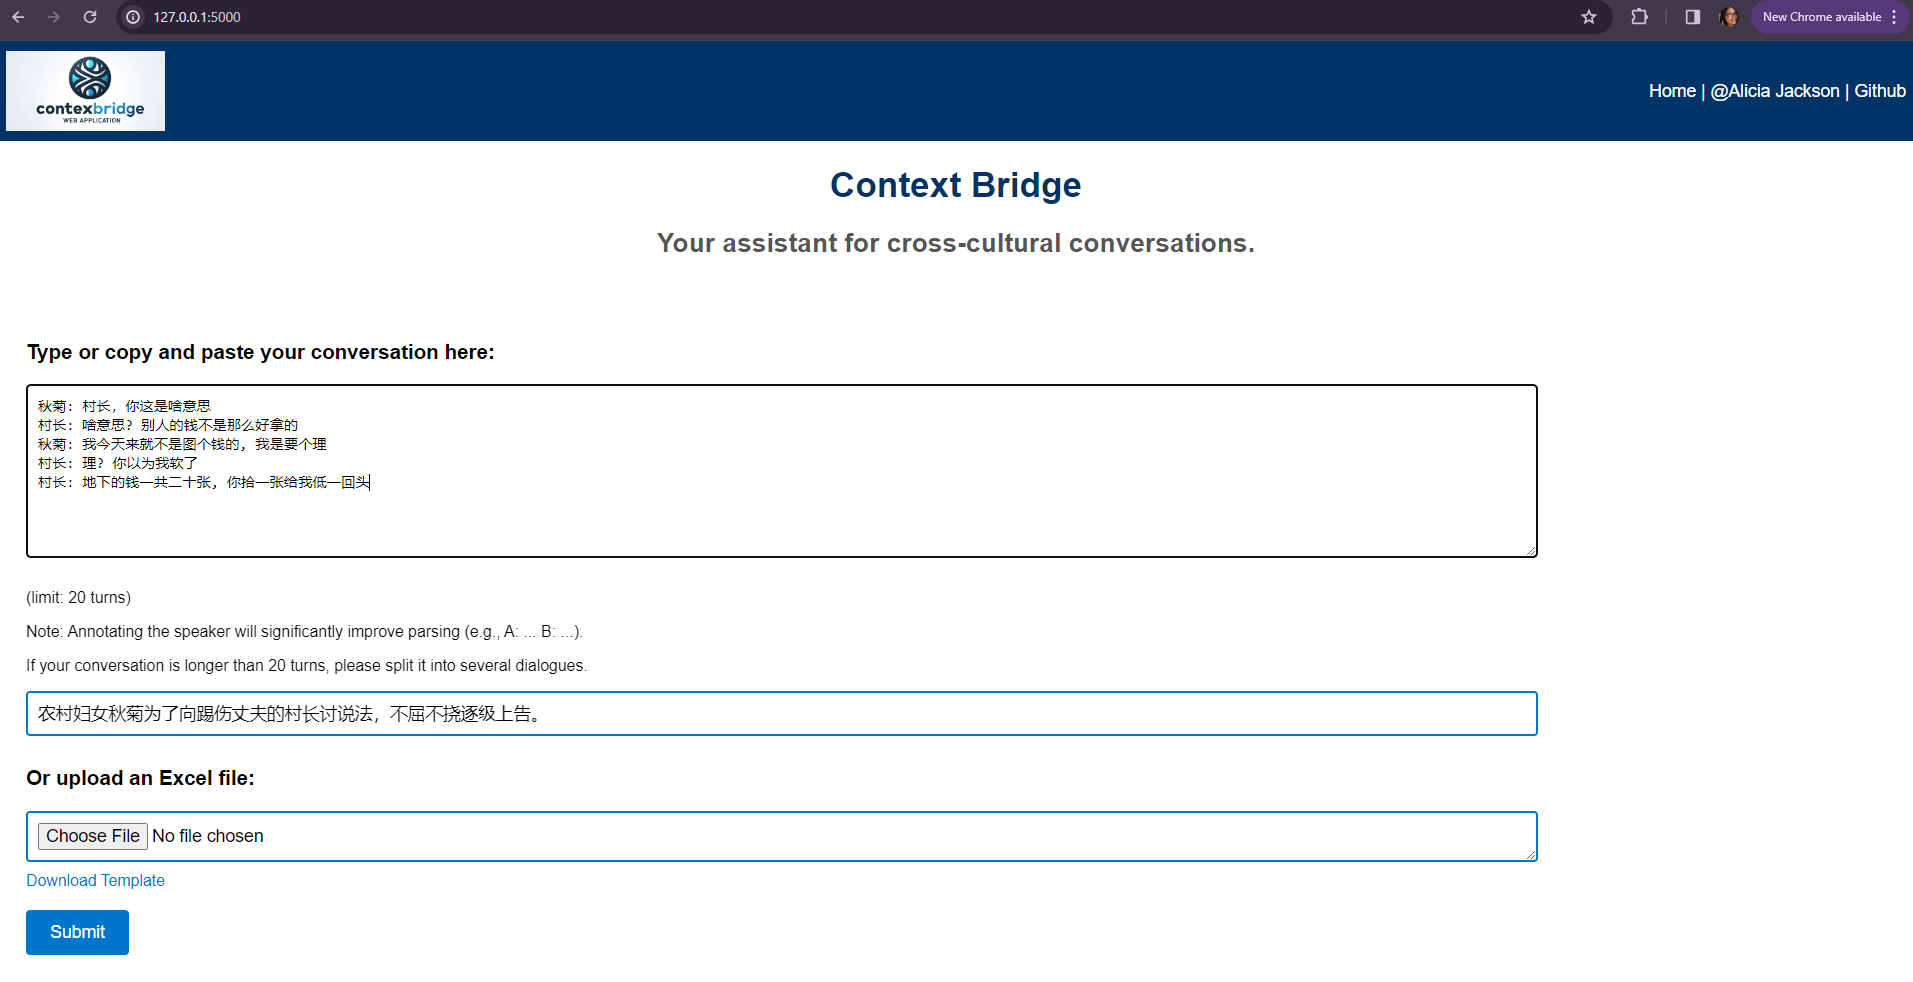 127.0.0.1:5000
New Chrome available
contexbridge
WEB APPLICATION
Home | @Alicia Jackson | Github
Context Bridge
Your assistant for cross-cultural conversations.
Type or copy and paste your conversation here:
秋菊: 村长, 你这是啥意思
村长: 啥意思? 别人的钱不是那么好拿的
秋菊: 我今天来就不是图个钱的, 我是要个理
村长: 理? 你以为我软了
村长: 地下的钱一共二十张, 你拾一张给我低一回头
(limit: 20 turns)
Note: Annotating the speaker will significantly improve parsing (e.g., A: ... B: ...).
If your conversation is longer than 20 turns, please split it into several dialogues.
农村妇女秋菊为了向踢伤丈夫的村长讨说法，不屈不挠逐级上告。
Or upload an Excel file:
Choose File No file chosen
Download Template
Submit